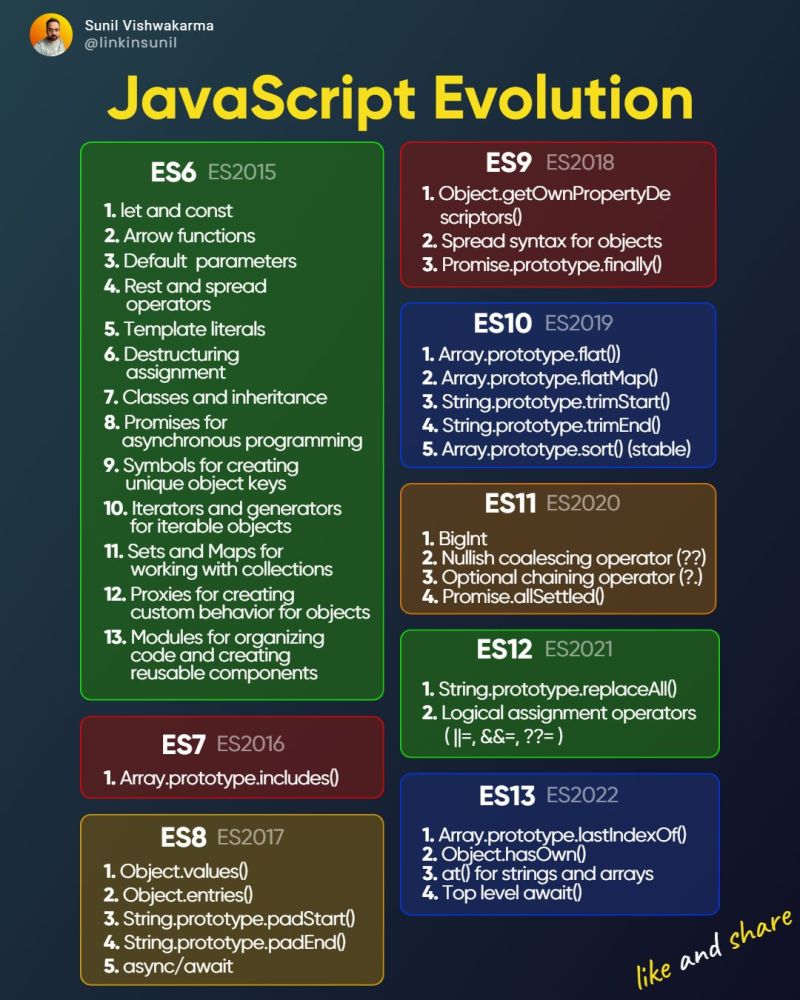 Sunil Vishwakarma
@linkinsunil
JavaScript Evolution
ES6 ES2015
1. let and const
2. Arrow functions
3. Default parameters
4. Rest and spread
operators
5. Template literals
6. Destructuring
assignment
7. Classes and inheritance
8. Promises for
asynchronous programming
9. Symbols for creating
unique object keys
10. Iterators and generators
for iterable objects
11. Sets and Maps for
working with collections
12. Proxies for creating
custom behavior for objects
13. Modules for organizing
code and creating
reusable components
ES7 ES2016
1. Array.prototype.includes()
ES8 ES2017
1. Object.values()
2. Object.entries()
3. String.prototype.padStart()
4. String.prototype.padEnd()
5. async/await
ES9 ES2018
1. Object.getOwnPropertyDe
scriptors()
2. Spread syntax for objects
3. Promise.prototype.finally()
ES10 ES2019
1. Array.prototype.flat())
2. Array.prototype.flatMap()
3. String.prototype.trimStart()
4. String.prototype.trimEnd()
5. Array.prototype.sort() (stable)
ES11 ES2020
1. BigInt
2. Nullish coalescing operator (??)
3. Optional chaining operator (?.)
4. Promise.allSettled()
ES12 ES2021
1. String.prototype.replaceAll()
2. Logical assignment operators
( ||=, &&=, ??= )
ES13 ES2022
1. Array.prototype.lastIndexOf()
2. Object.hasOwn()
3. at() for strings and arrays
4. Top level await()
like and share